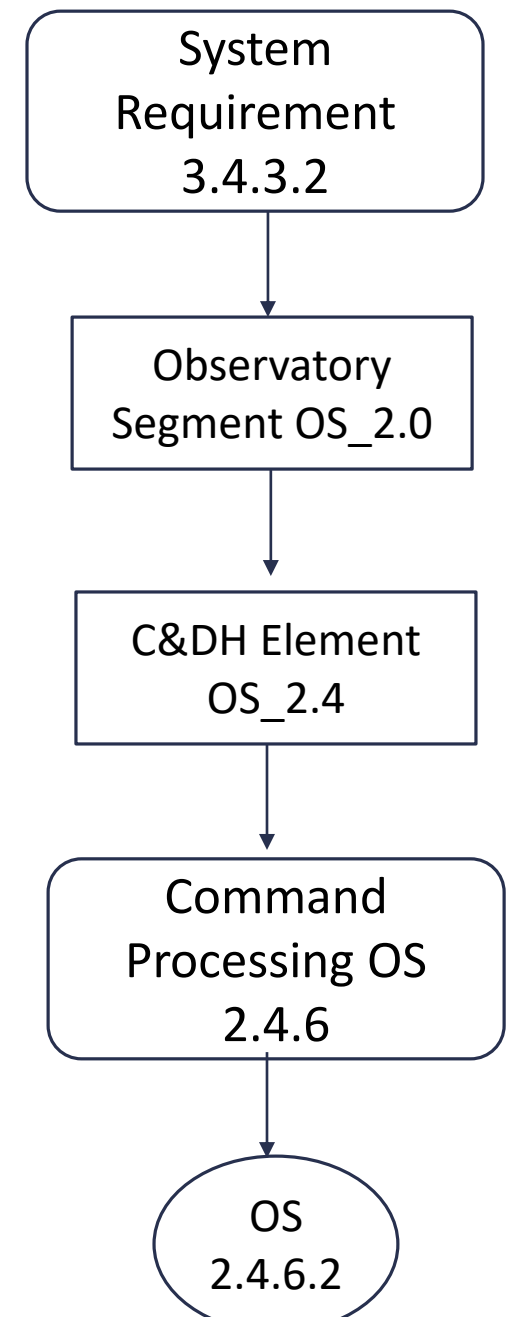 System
Requirement
3.4.3.2
Observatory
Segment OS_2.0
C&DH Element
OS_2.4
Command
Processing OS
2.4.6
OS
2.4.6.2